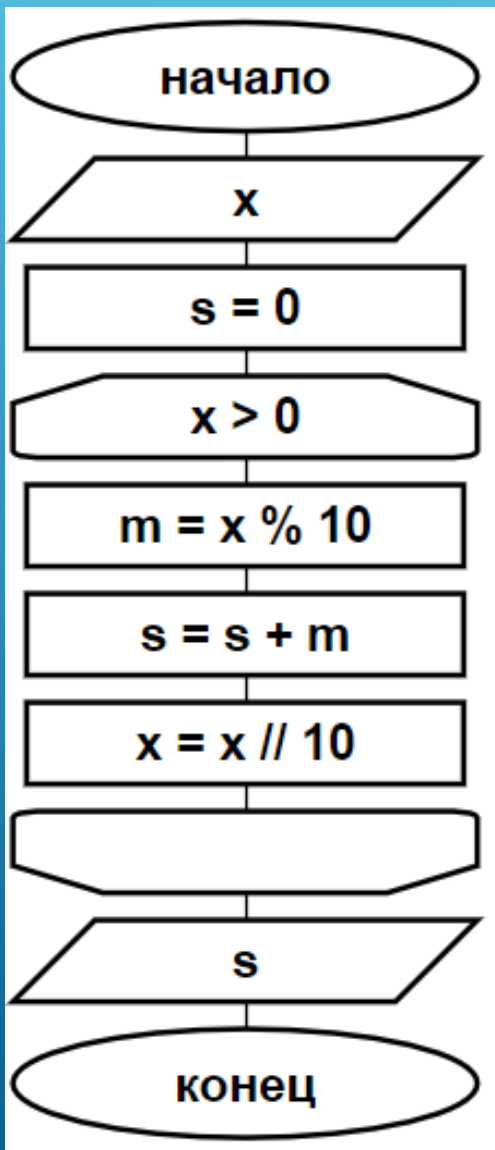 начало
x
s = 0
x > 0
m = x % 10
s = s + m
x = x // 10
s
конец